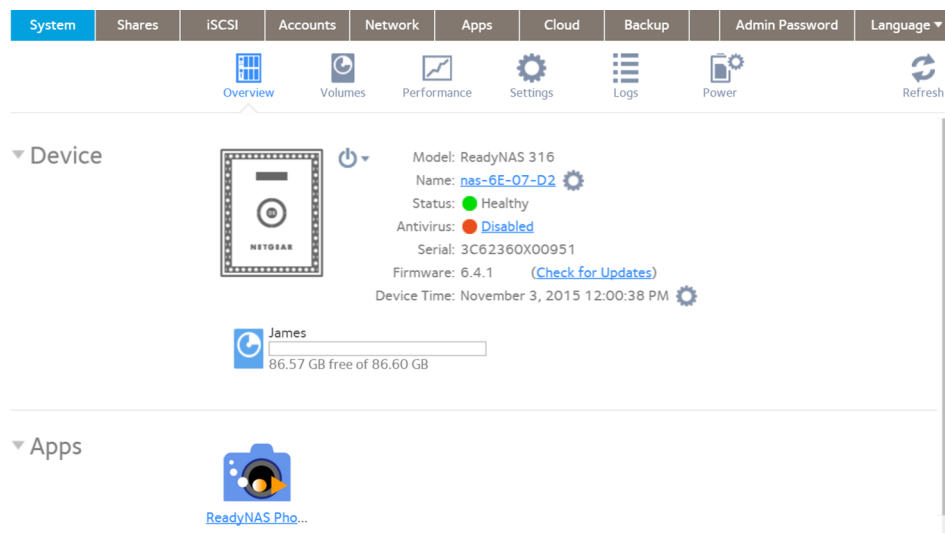 System Shares iSCSI Accounts Network Apps Cloud Backup Admin Password Language
Overview Volumes Performance Settings Logs Power Refresh
Device
NETGEAR
Model: ReadyNAS 316
Name: nas-6E-07-D2
Status: Healthy
Antivirus: Disabled
Serial: 3C62360X00951
Firmware: 6.4.1 (Check for Updates)
Device Time: November 3, 2015 12:00:38 PM
James
86.57 GB free of 86.60 GB
Apps
ReadyNAS Pho...